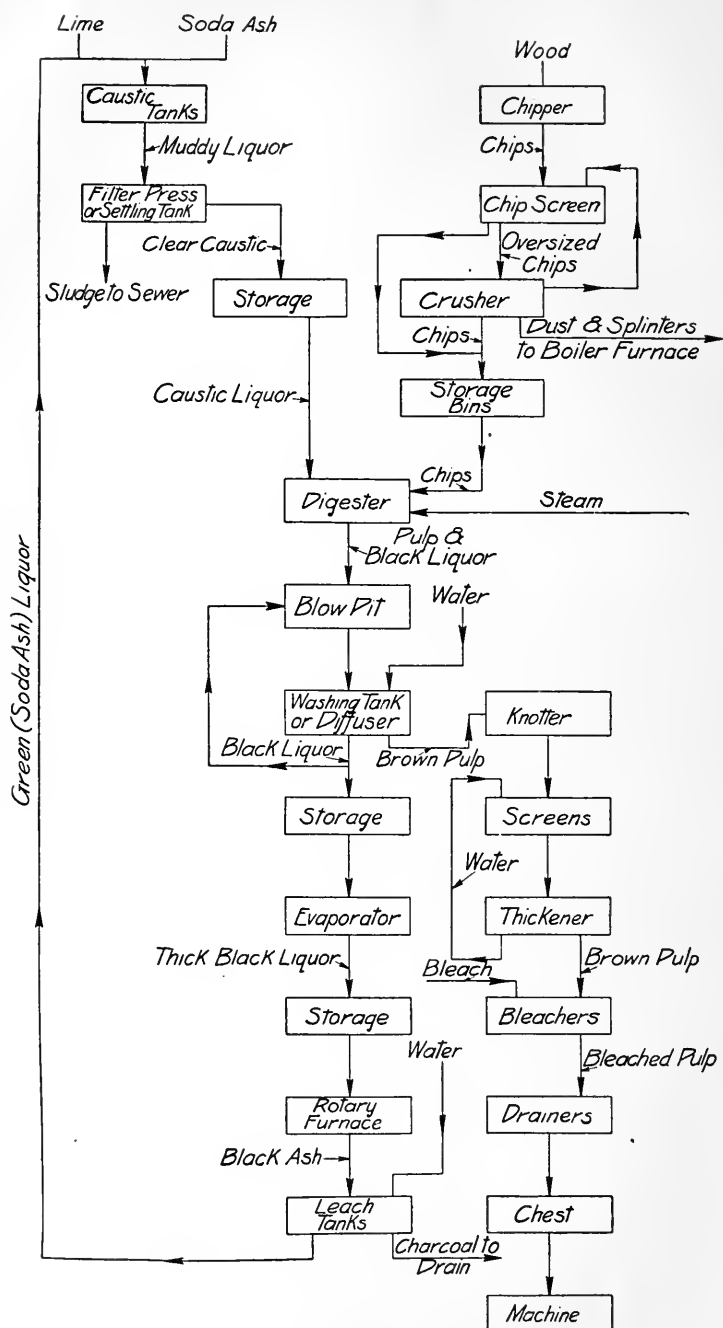 Lime
Soda Ash
Wood
Caustic
Tanks
Chipper
Muddy Liquor
Chips
Filter Press
or Settling Tank
Chip Screen
Clear Caustic
Oversized
Chips
Sludge to Sewer
Storage
Crusher
Chips
Dust & Splinters
to Boiler Furnace
Storage
Bins
Caustic Liquor
Chips
Digester
Steam
Pulp &
Black Liquor
Blow Pit
Water
Green (Soda Ash) Liquor
Washing Tank
or Diffuser
Knotter
Black Liquor
Brown Pulp
Storage
Screens
Water
Evaporator
Thickener
Thick Black Liquor
Brown Pulp
Bleach
Storage
Bleachers
Water
Bleached Pulp
Rotary
Furnace
Drainers
Black Ash
Leach
Tanks
Chest
Charcoal to
Drain
Machine